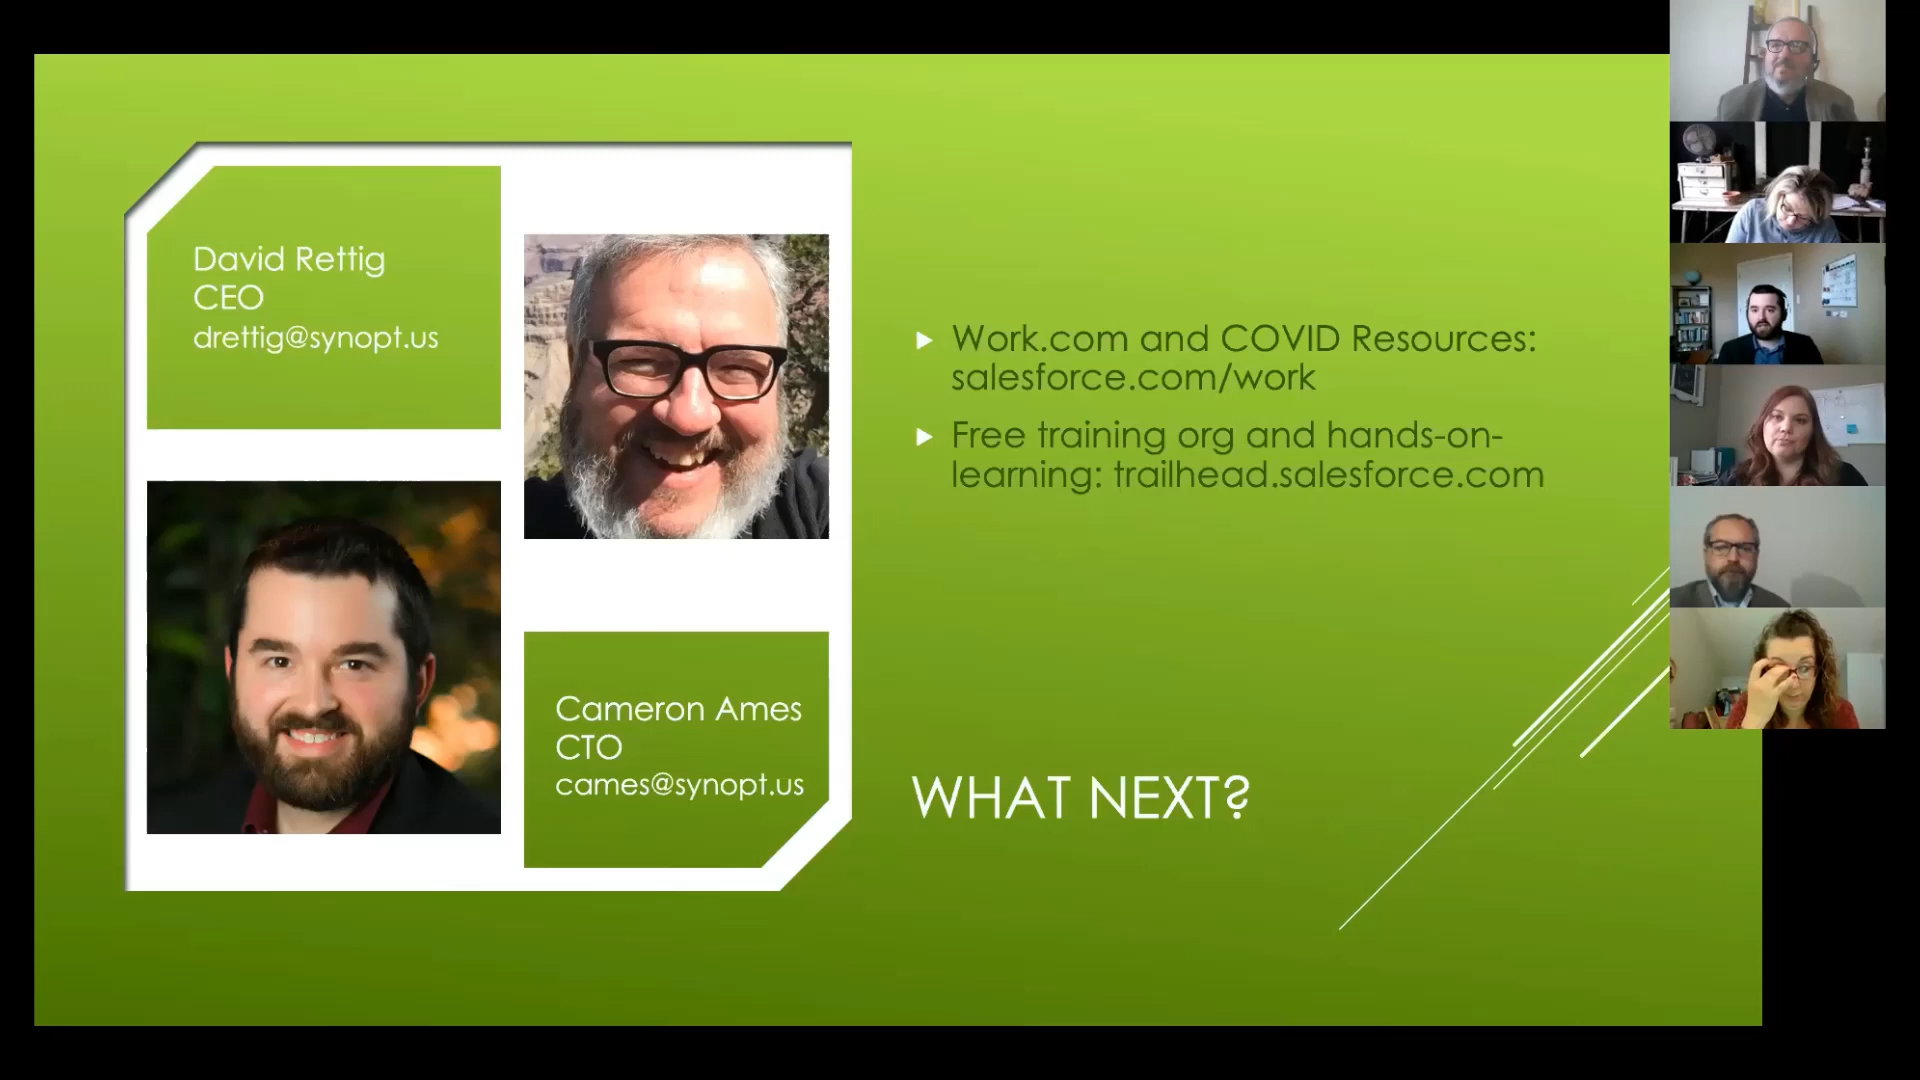 David Rettig
CEO
drettig@synopt.us
Cameron Ames
CTO
cames@synopt.us
Work.com and COVID Resources:
salesforce.com/work
Free training org and hands-on-
learning: trailhead.salesforce.com
WHAT NEXT?